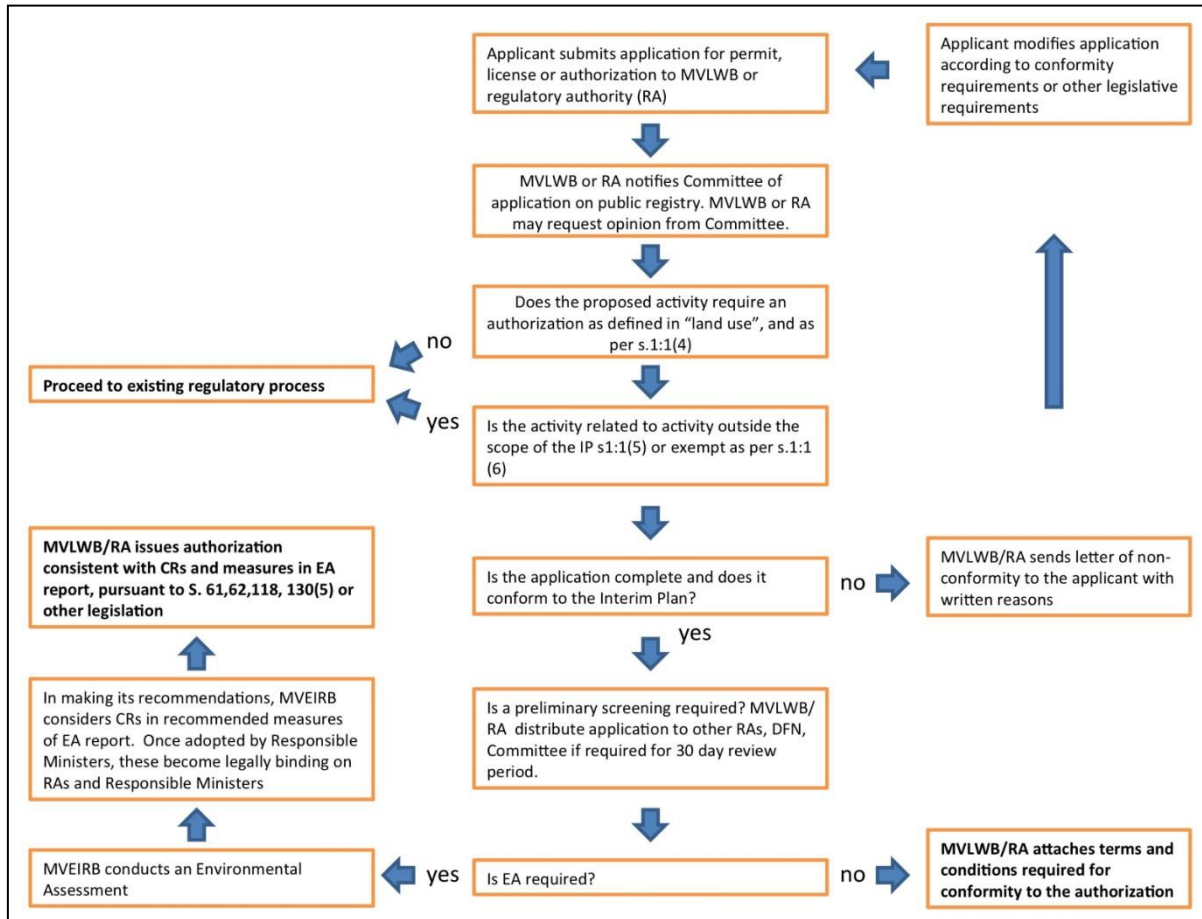 Applicant submits application for permit,
license or authorization to MVLWB or
regulatory authority (RA)
Applicant modifies application
according to conformity
requirements or other legislative
requirements
MVLWB or RA notifies Committee of
application on public registry. MVLWB or RA
may request opinion from Committee.
Does the proposed activity require an
authorization as defined in “land use”, and as
per s.1:1(4)
no
Proceed to existing regulatory process
yes
Is the activity related to activity outside the
scope of the IP s1:1(5) or exempt as per s.1:1
(6)
MVLWB/RA issues authorization
consistent with CRs and measures in EA
report, pursuant to S. 61,62,118, 130(5) or
other legislation
Is the application complete and does it
conform to the Interim Plan?
no
MVLWB/RA sends letter of non-
conformity to the applicant with
written reasons
yes
In making its recommendations, MVEIRB
considers CRs in recommended measures
of EA report.  Once adopted by Responsible
Ministers, these become legally binding on
RAs and Responsible Ministers
Is a preliminary screening required? MVLWB/
RA  distribute application to other RAs, DFN,
Committee if required for 30 day review
period.
MVEIRB conducts an Environmental
Assessment
yes
Is EA required?
no
MVLWB/RA attaches terms and
conditions required for
conformity to the authorization